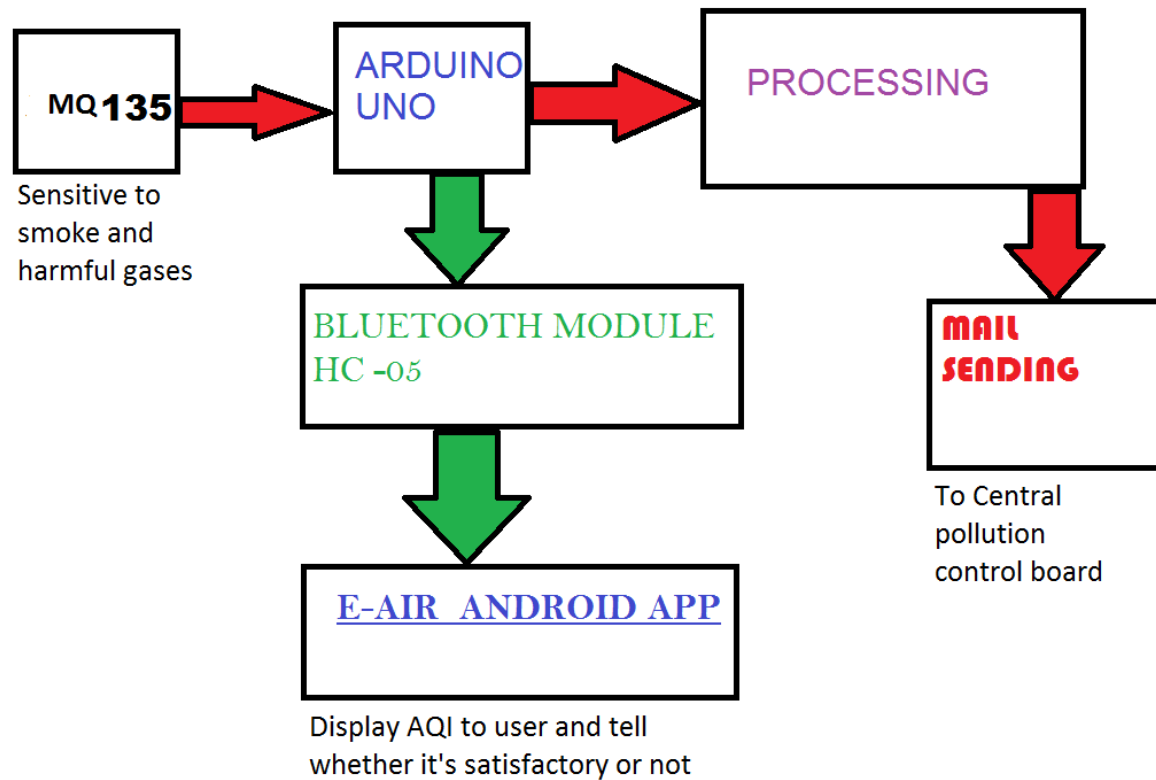 MQ 135
Sensitive to
smoke and
harmful gases
ARDUINO
UNO
PROCESSING
BLUETOOTH MODULE
HC -05
MAIL
SENDING
To Central
pollution
control board
E-AIR ANDROID APP
Display AQI to user and tell
whether it's satisfactory or not